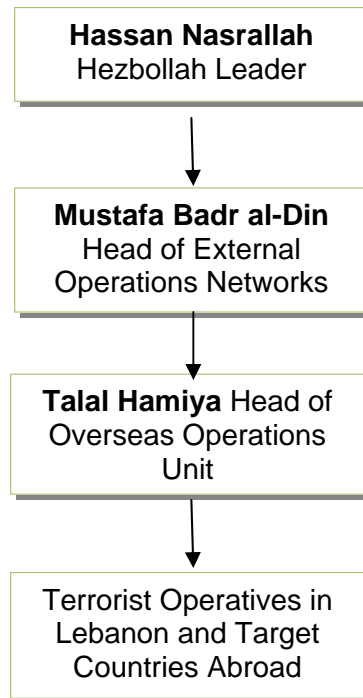 Hassan Nasrallah
Hezbollah Leader
Mustafa Badr al-Din
Head of External
Operations Networks
Talal Hamiya Head of
Overseas Operations
Unit
Terrorist Operatives in
Lebanon and Target
Countries Abroad